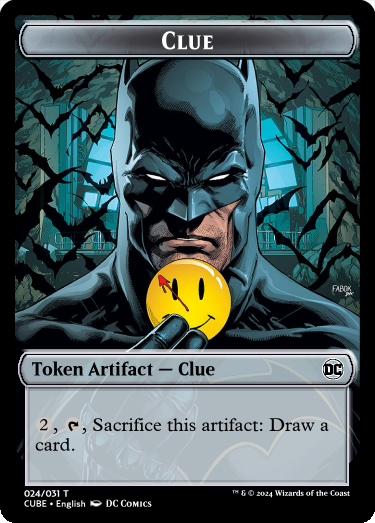 CLUE
FABOK
DC
Token Artifact — Clue
2, , Sacrifice this artifact: Draw a
card.
024/031 T
™ & © 2024 Wizards of the Coast
CUBE • English DC COMICS